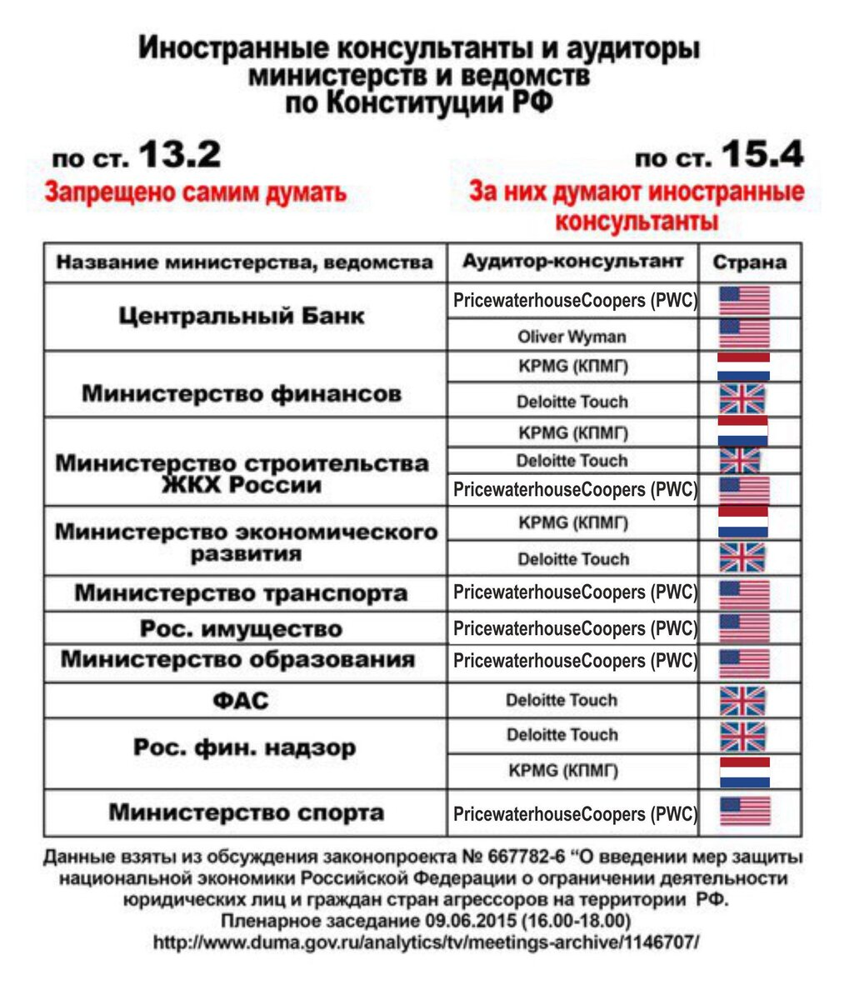 Иностранные консультанты и аудиторы
министерств и ведомств
по Конституции РФ
по ст. 13.2
по ст. 15.4
Запрещено самим думать
За них думают иностранные
консультанты
Название министерства, ведомства
Аудитор-консультант
Страна
Центральный Банк
PricewaterhouseCoopers (PWC)
Oliver Wyman
Министерство финансов
KPMG (КПМГ)
Deloitte Touch
Министерство строительства
ЖКХ России
KPMG (КПМГ)
Deloitte Touch
PricewaterhouseCoopers (PWC)
Министерство экономического
развития
KPMG (КПМГ)
Deloitte Touch
Министерство транспорта
PricewaterhouseCoopers (PWC)
Рос. имущество
PricewaterhouseCoopers (PWC)
Министерство образования
PricewaterhouseCoopers (PWC)
ФАС
Deloitte Touch
Рос. фин. надзор
Deloitte Touch
KPMG (КПМГ)
Министерство спорта
PricewaterhouseCoopers (PWC)
Данные взяты из обсуждения законопроекта № 667782-6 “О введении мер защиты
национальной экономики Российской Федерации о ограничении деятельности
юридических лиц и граждан стран агрессоров на территории РФ.
Пленарное заседание 09.06.2015 (16.00-18.00)
http://www.duma.gov.ru/analytics/tv/meetings-archive/1146707/